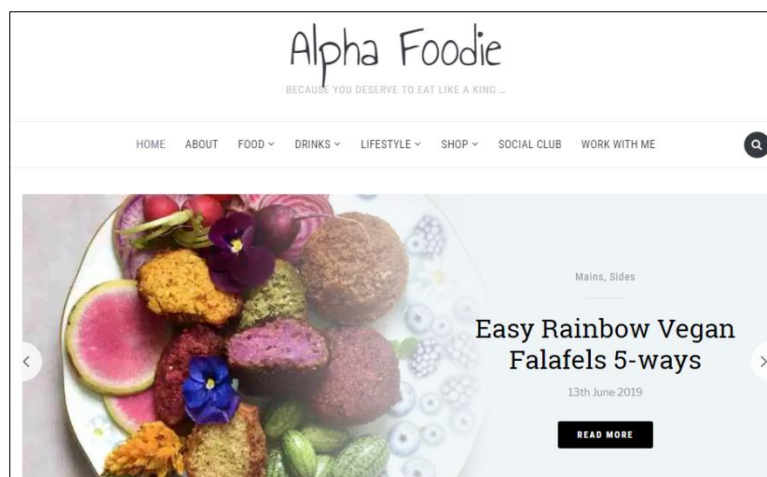 Alpha Foodie
BECAUSE YOU DESERVE TO EAT LIKE A KING ...
HOME ABOUT FOOD DRINKS LIFESTYLE SHOP SOCIAL CLUB WORK WITH ME
Mains, Sides
Easy Rainbow Vegan
Falafels 5-ways
13th June 2019
READ MORE